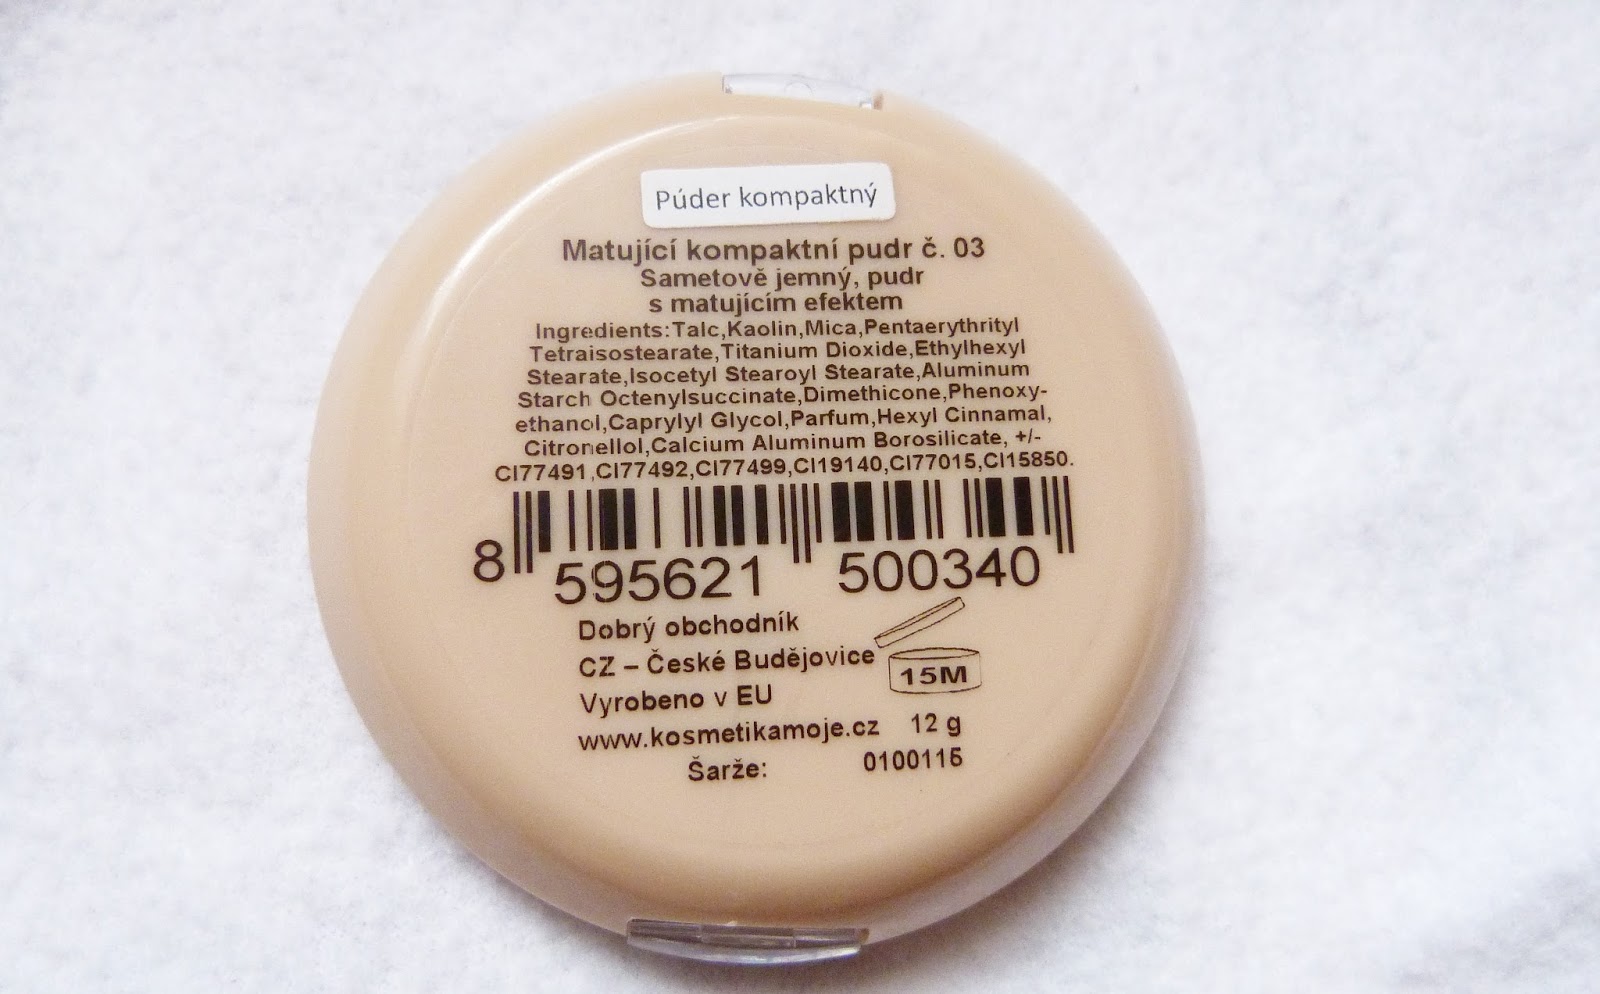 Púder kompaktný
Matující kompaktní pudr č. 03
Sametově jemný, pudr
s matujícím efektem
Ingredients:Talc,Kaolin,Mica,Pentaerythrityl
Tetraisostearate,Titanium Dioxide,Ethylhexyl
Stearate,Isocetyl Stearoyl Stearate,Aluminum
Starch Octenylsuccinate,Dimethicone,Phenoxy-
ethanol,Caprylyl Glycol,Parfum,Hexyl Cinnamal,
Citronellol,Calcium Aluminum Borosilicate, +/-
CI77491,CI77492,CI77499,CI19140,CI77015,CI15850.
8 595621 500340
Dobrý obchodník
CZ – České Budějovice
15M
Vyrobeno v EU
www.kosmetikamoje.cz 12 g
Šarže: 0100115